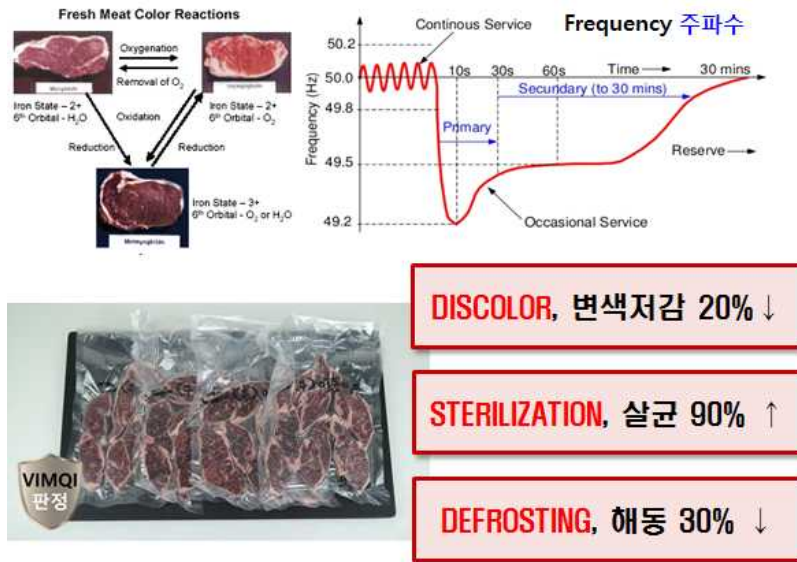 Fresh Meat Color Reactions
Oxygenation
Removal of O₂
Iron State – 2+
6th Orbital - H₂O
Oxidation
Iron State – 2+
6th Orbital - O₂
Reduction
Reduction
Iron State – 3+
6th Orbital - O₂ or H₂O
Metmyoglobin
Frequency 주파수
Continous Service
Frequency (Hz)
50.2
50.0
49.8
49.5
49.2
10s
30s
60s
Time
30 mins
Secundary (to 30 mins)
Primary
Reserve
Occasional Service
DISCOLOR, 변색저감 20% ↓
STERILIZATION, 살균 90% ↑
DEFROSTING, 해동 30% ↓
VIMQI
판정